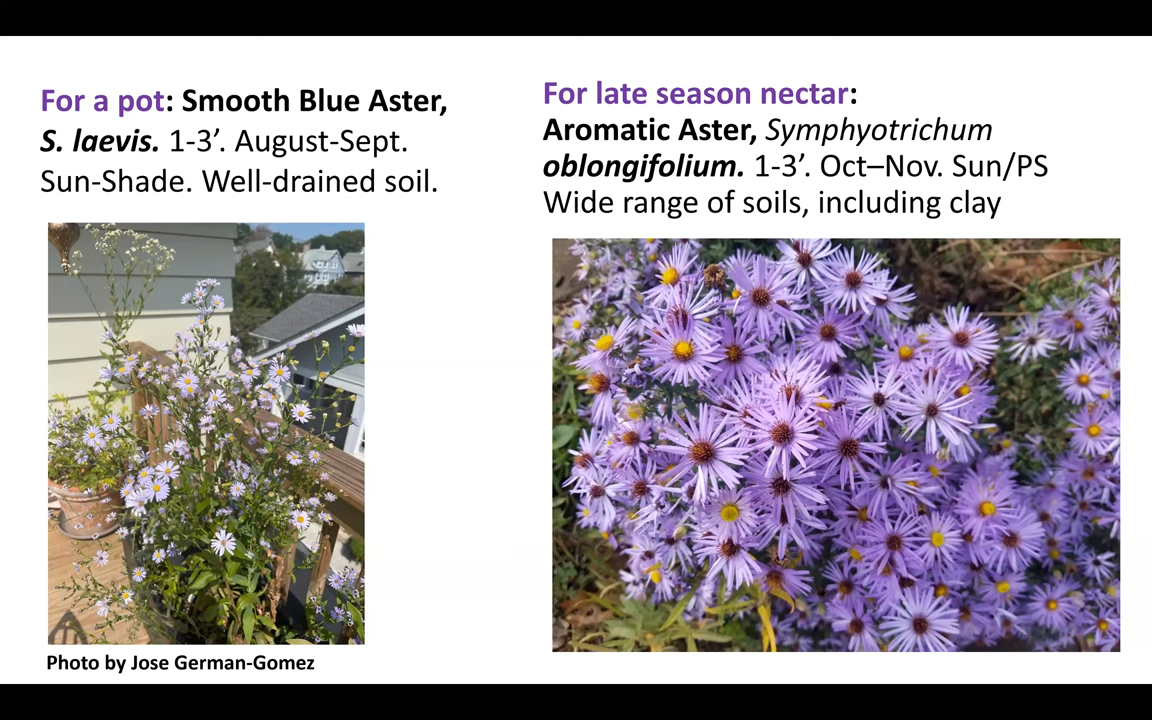 For a pot: Smooth Blue Aster,
S. laevis. 1-3’. August-Sept.
Sun-Shade. Well-drained soil.
Photo by Jose German-Gomez
For late season nectar:
Aromatic Aster, Symphyotrichum
oblongifolium. 1-3’. Oct–Nov. Sun/PS
Wide range of soils, including clay